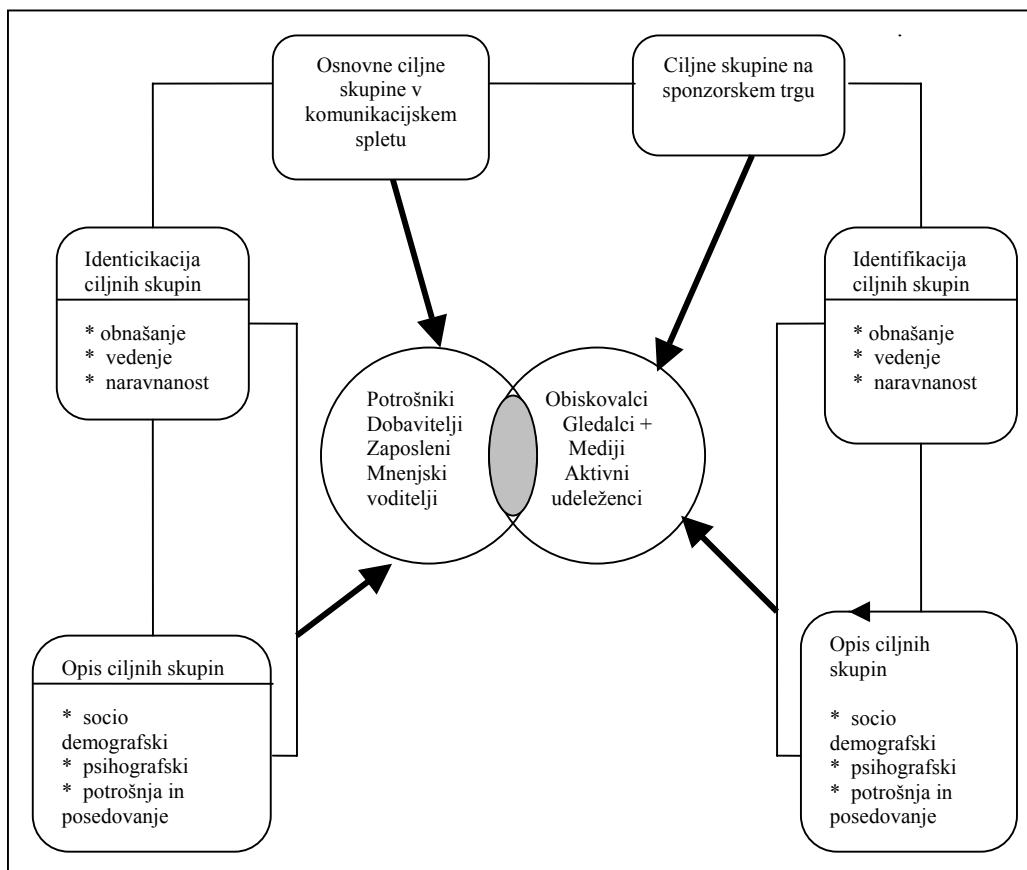 Osnovne ciljne
skupine v
komunikacijskem
spletu
Ciljne skupine na
sponzorskem trgu
Identicikacija
ciljnih skupin
* obnašanje
* vedenje
* naravnanost
Identifikacija
ciljnih skupin
* obnašanje
* vedenje
* naravnanost
Potrošniki
Dobavitelji
Zaposleni
Mnenjski
voditelji
Obiskovalci
Gledalci +
Mediji
Aktivni
udeleženci
Opis ciljnih skupin
* socio
demografski
* psihografski
* potrošnja in
posedovanje
Opis ciljnih
skupin
* socio
demografski
* psihografski
* potrošnja in
posedovanje